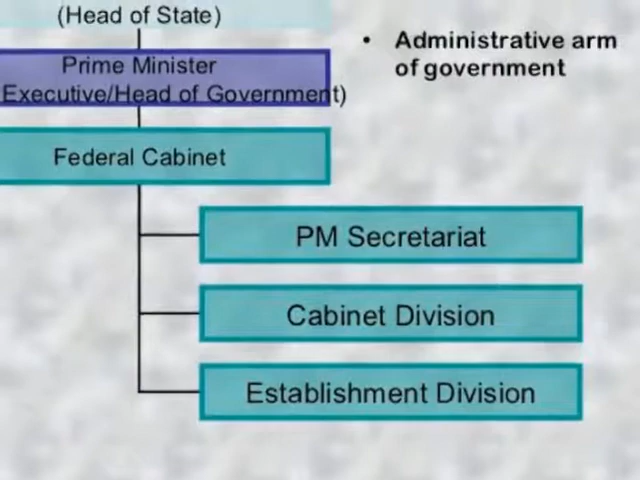 (Head of State)
Prime Minister
Executive/Head of Government)
Federal Cabinet
PM Secretariat
Cabinet Division
Establishment Division
• Administrative arm
of government